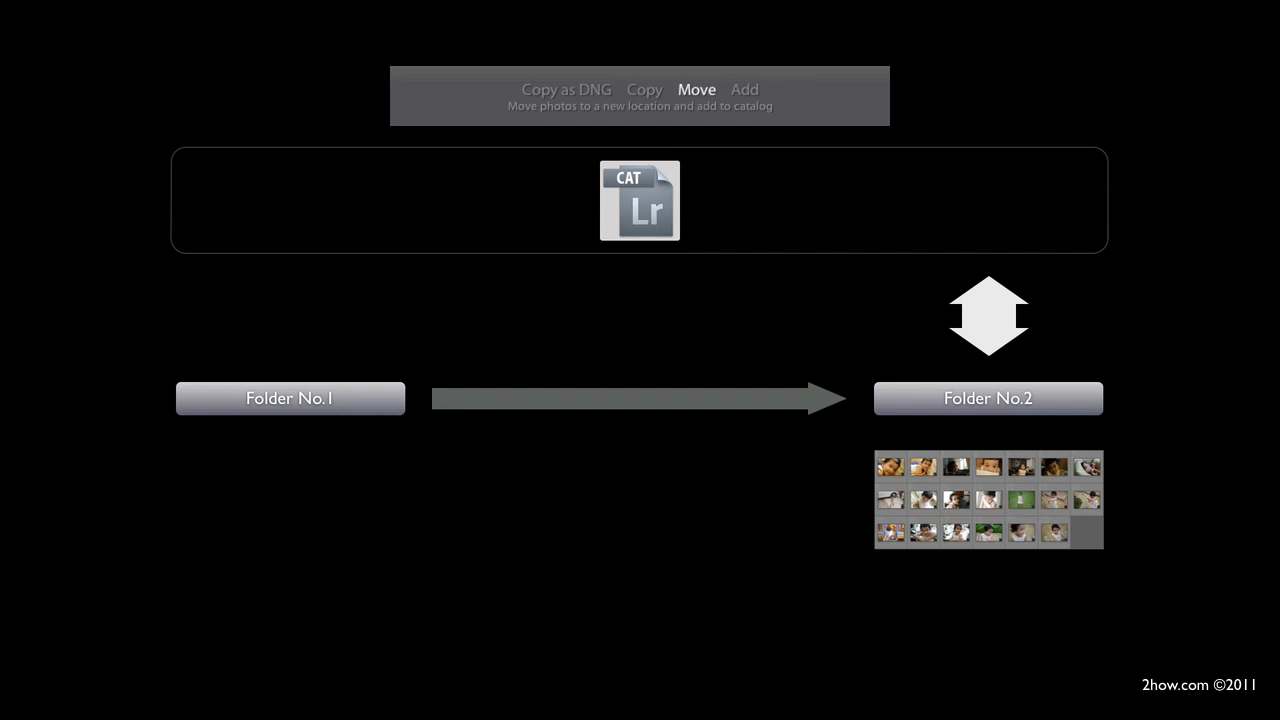 Copy as DNG Copy Move Add
Move photos to a new location and add to catalog
CAT
Lr
Folder No.1
Folder No.2
2how.com ©2011